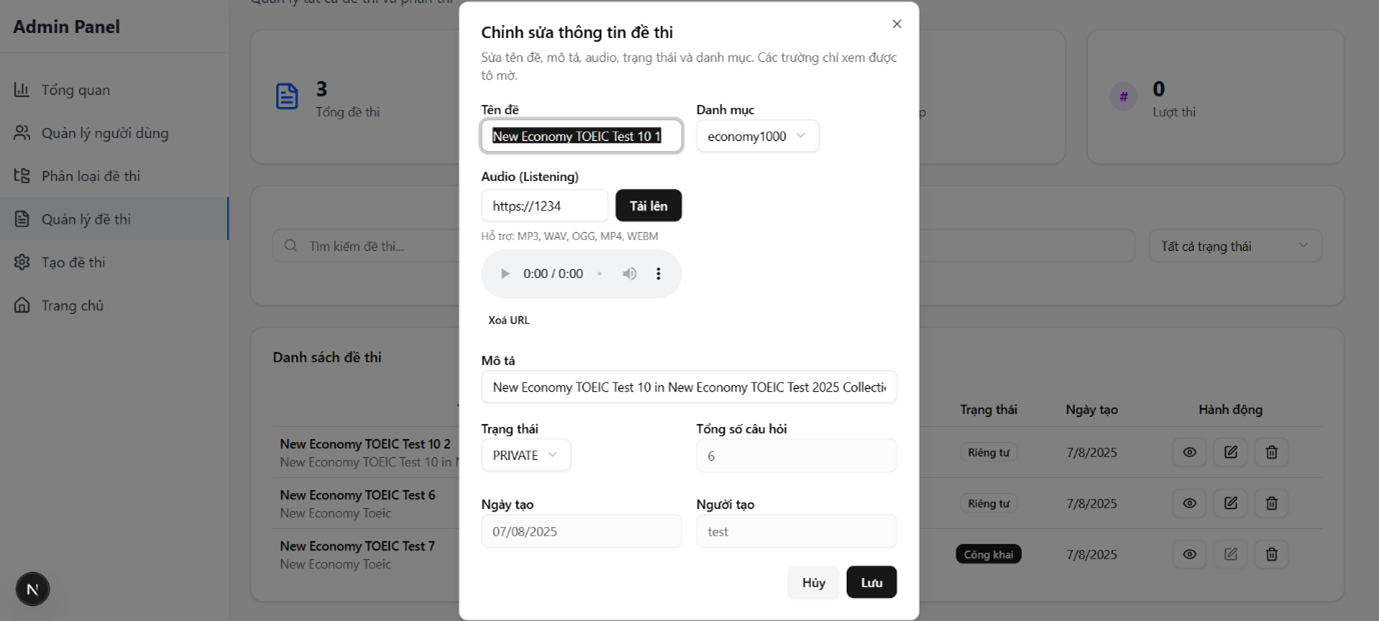 Admin Panel
Tổng quan
Quản lý người dùng
Phân loại đề thi
Quản lý đề thi
Tạo đề thi
Trang chủ
N
3
Tổng đề thi
#
0
Lượt thi
Tìm kiếm đề thi...
Tất cả trạng thái
Danh sách đề thi
Trạng thái
Ngày tạo
Hành động
New Economy TOEIC Test 10 2
New Economy TOEIC Test 10 in
Riêng tư
7/8/2025
New Economy TOEIC Test 6
New Economy Toeic
Riêng tư
7/8/2025
New Economy TOEIC Test 7
New Economy Toeic
Công khai
7/8/2025
Chỉnh sửa thông tin đề thi
Sửa tên đề, mô tả, audio, trạng thái và danh mục. Các trường chỉ xem được
tô mờ.
Tên đề
Danh mục
New Economy TOEIC Test 10 1
economy1000
Audio (Listening)
https://1234
Tải lên
Hỗ trợ: MP3, WAV, OGG, MP4, WEBM
0:00 / 0:00
Xoá URL
Mô tả
New Economy TOEIC Test 10 in New Economy TOEIC Test 2025 Collecti
Trạng thái
Tổng số câu hỏi
PRIVATE
6
Ngày tạo
Người tạo
07/08/2025
test
Hủy
Lưu